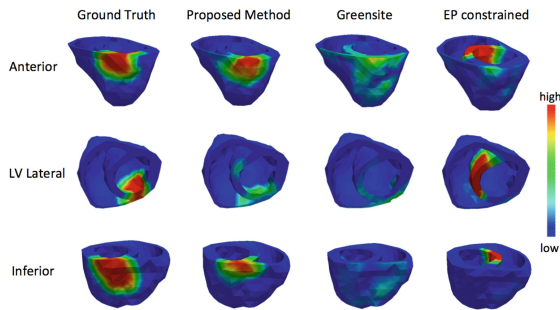 Ground Truth Proposed Method Greensite EP constrained
Anterior
high
LV Lateral
low
Inferior